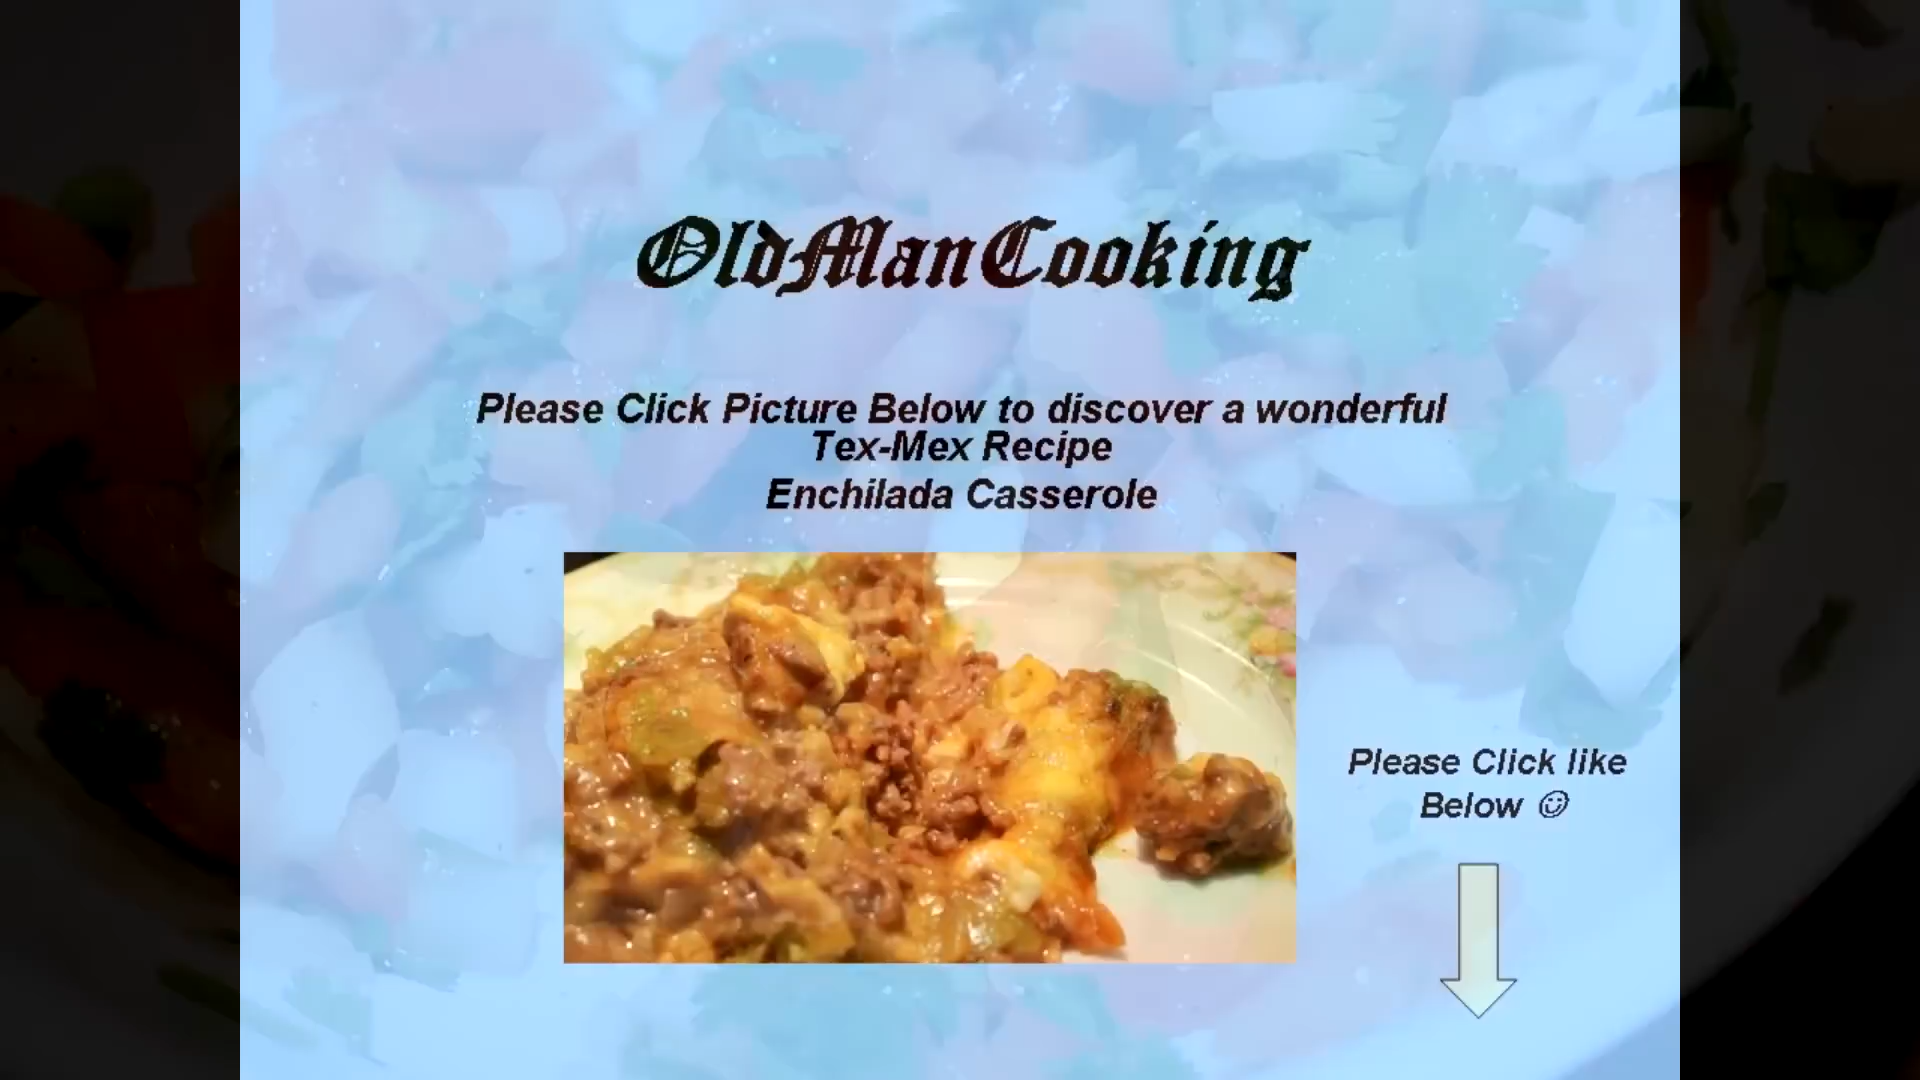 OldManCooking
Please Click Picture Below to discover a wonderful
Tex-Mex Recipe
Enchilada Casserole
Please Click like
Below ☺